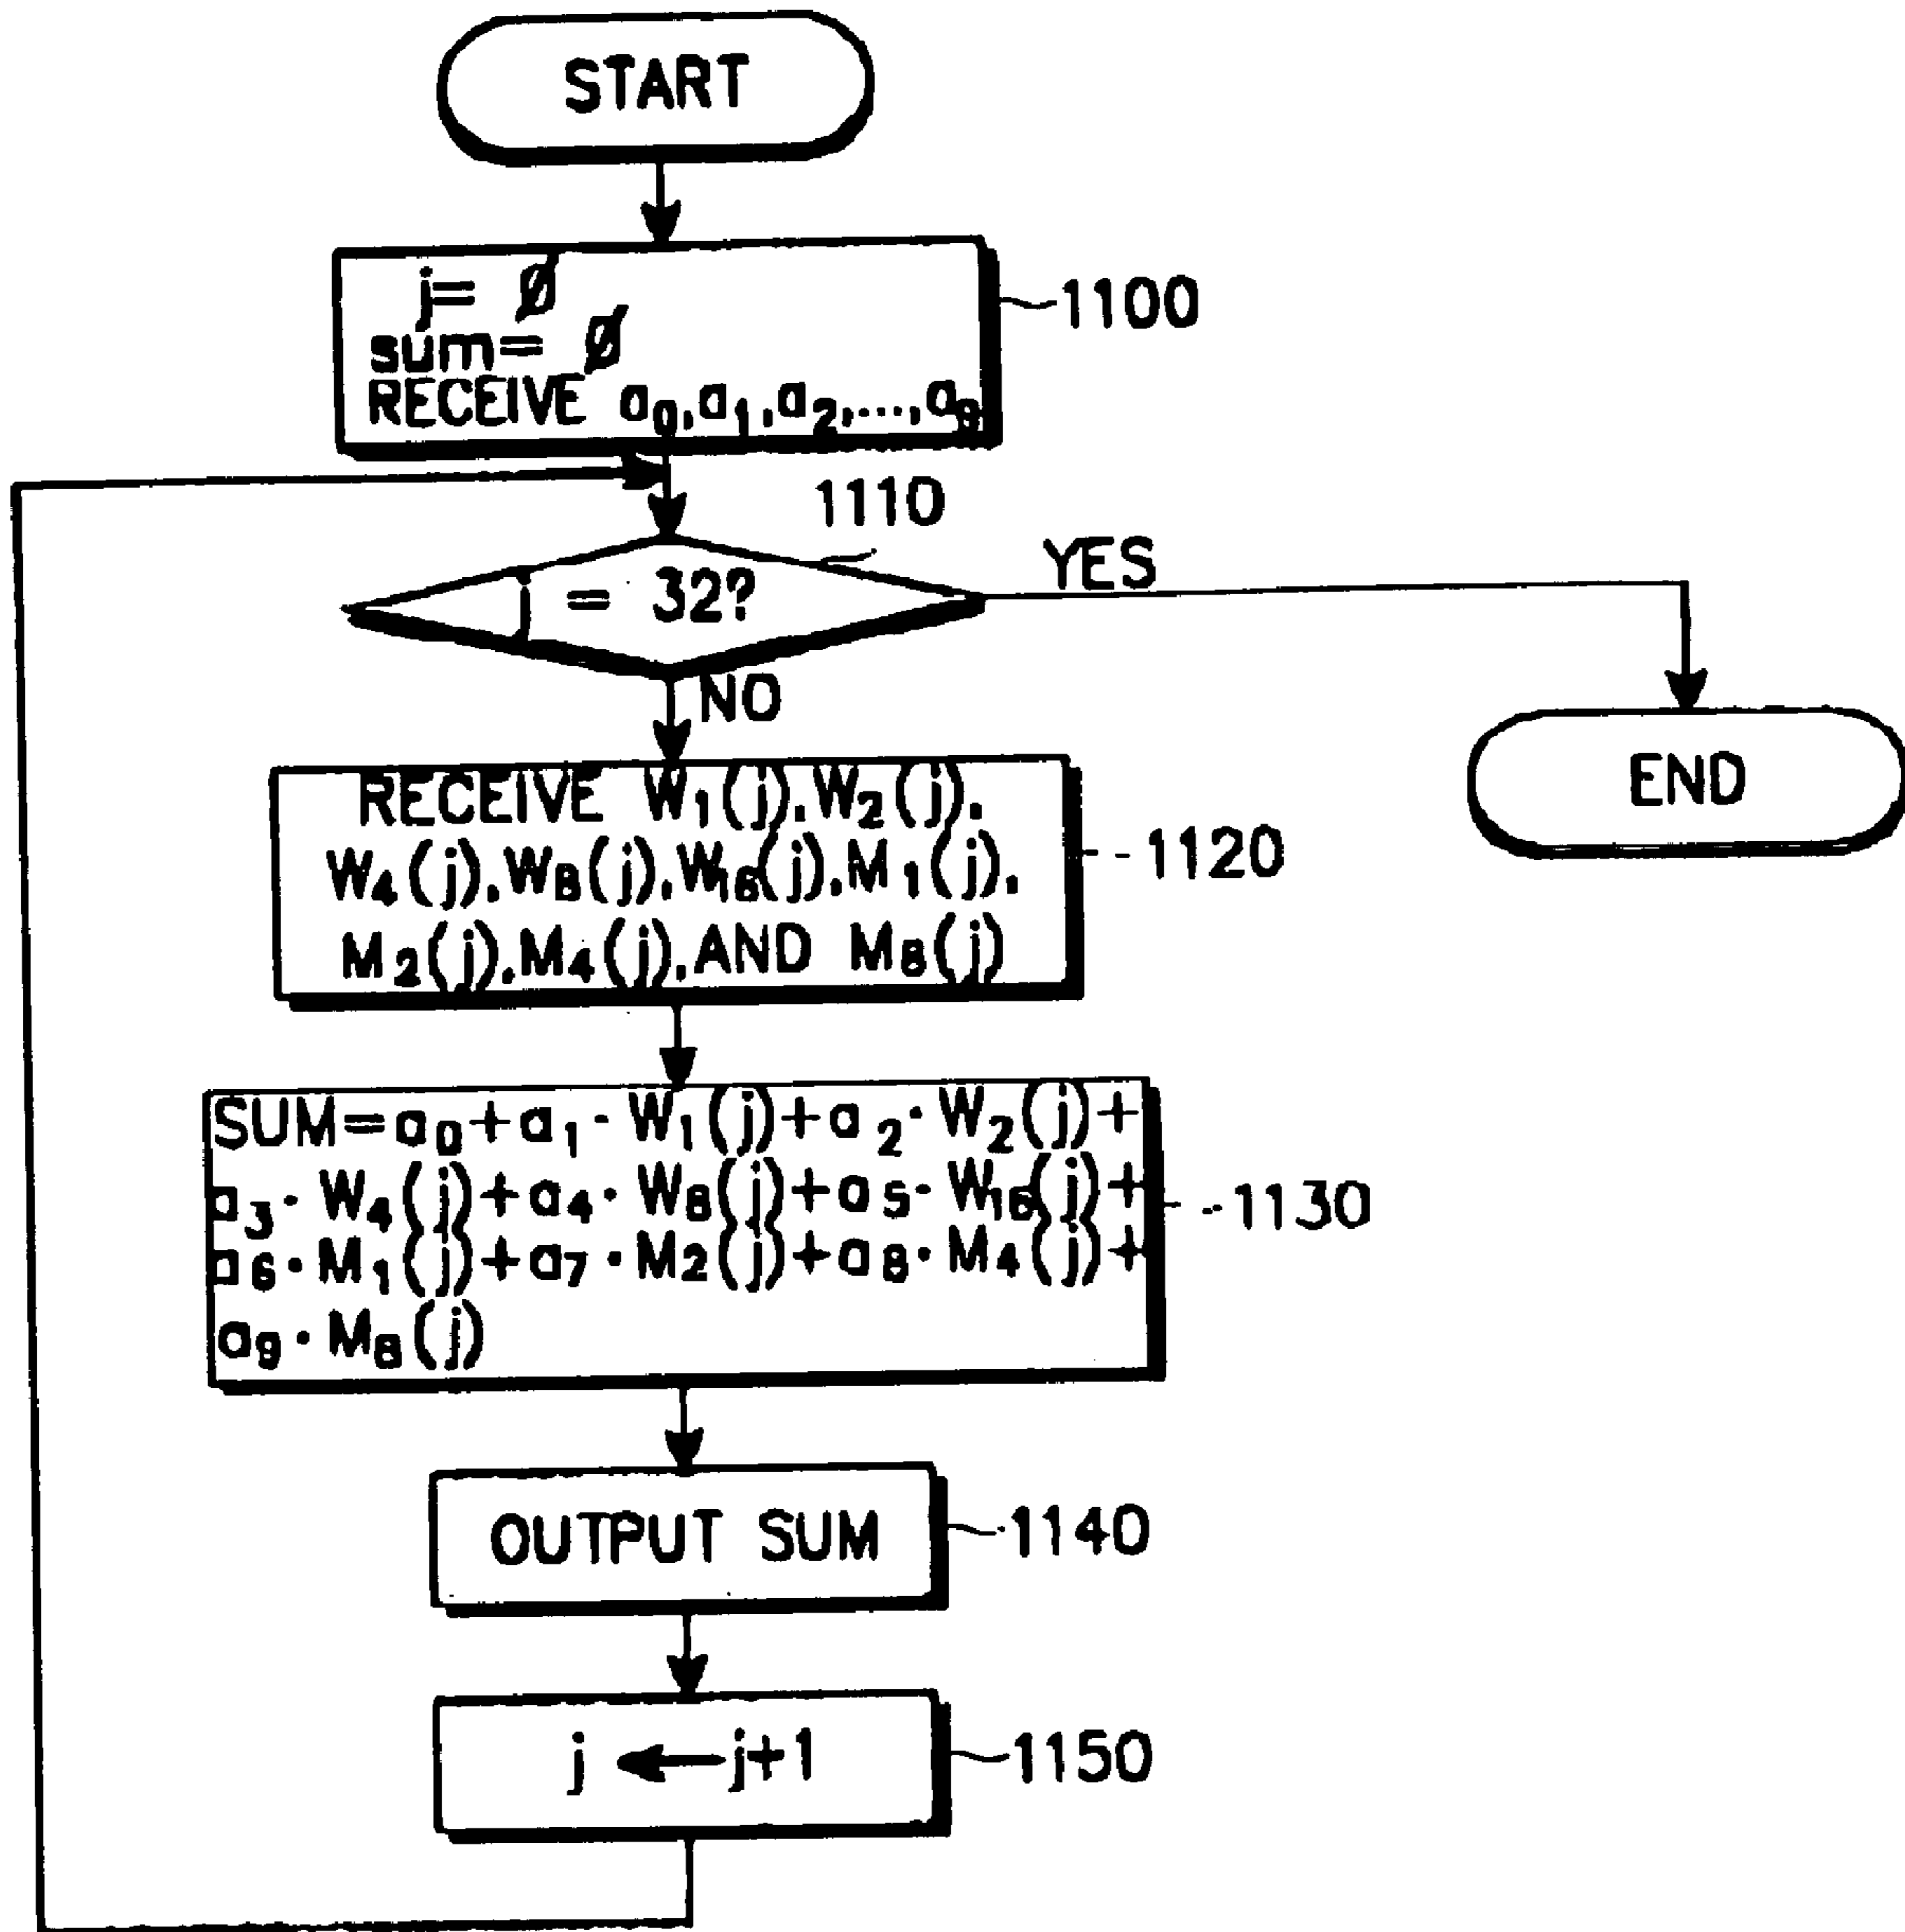 START
j= Ø
sum= Ø
RECEIVE a₀,a₁,a₂,...,a₉
1100
1110
j = 32?
YES
NO
END
RECEIVE W₁(j).W₂(j).
W₄(j).W₈(j).W₁₆(j).M₁(j).
M₂(j).M₄(j).AND M₈(j)
1120
SUM=a₀+a₁·W₁(j)+a₂·W₂(j)+
a₃·W₄(j)+a₄·W₈(j)+a₅·W₁₆(j)+
a₆·M₁(j)+a₇·M₂(j)+a₈·M₄(j)+
a₉·M₈(j)
1130
OUTPUT SUM
1140
j ← j+1
1150